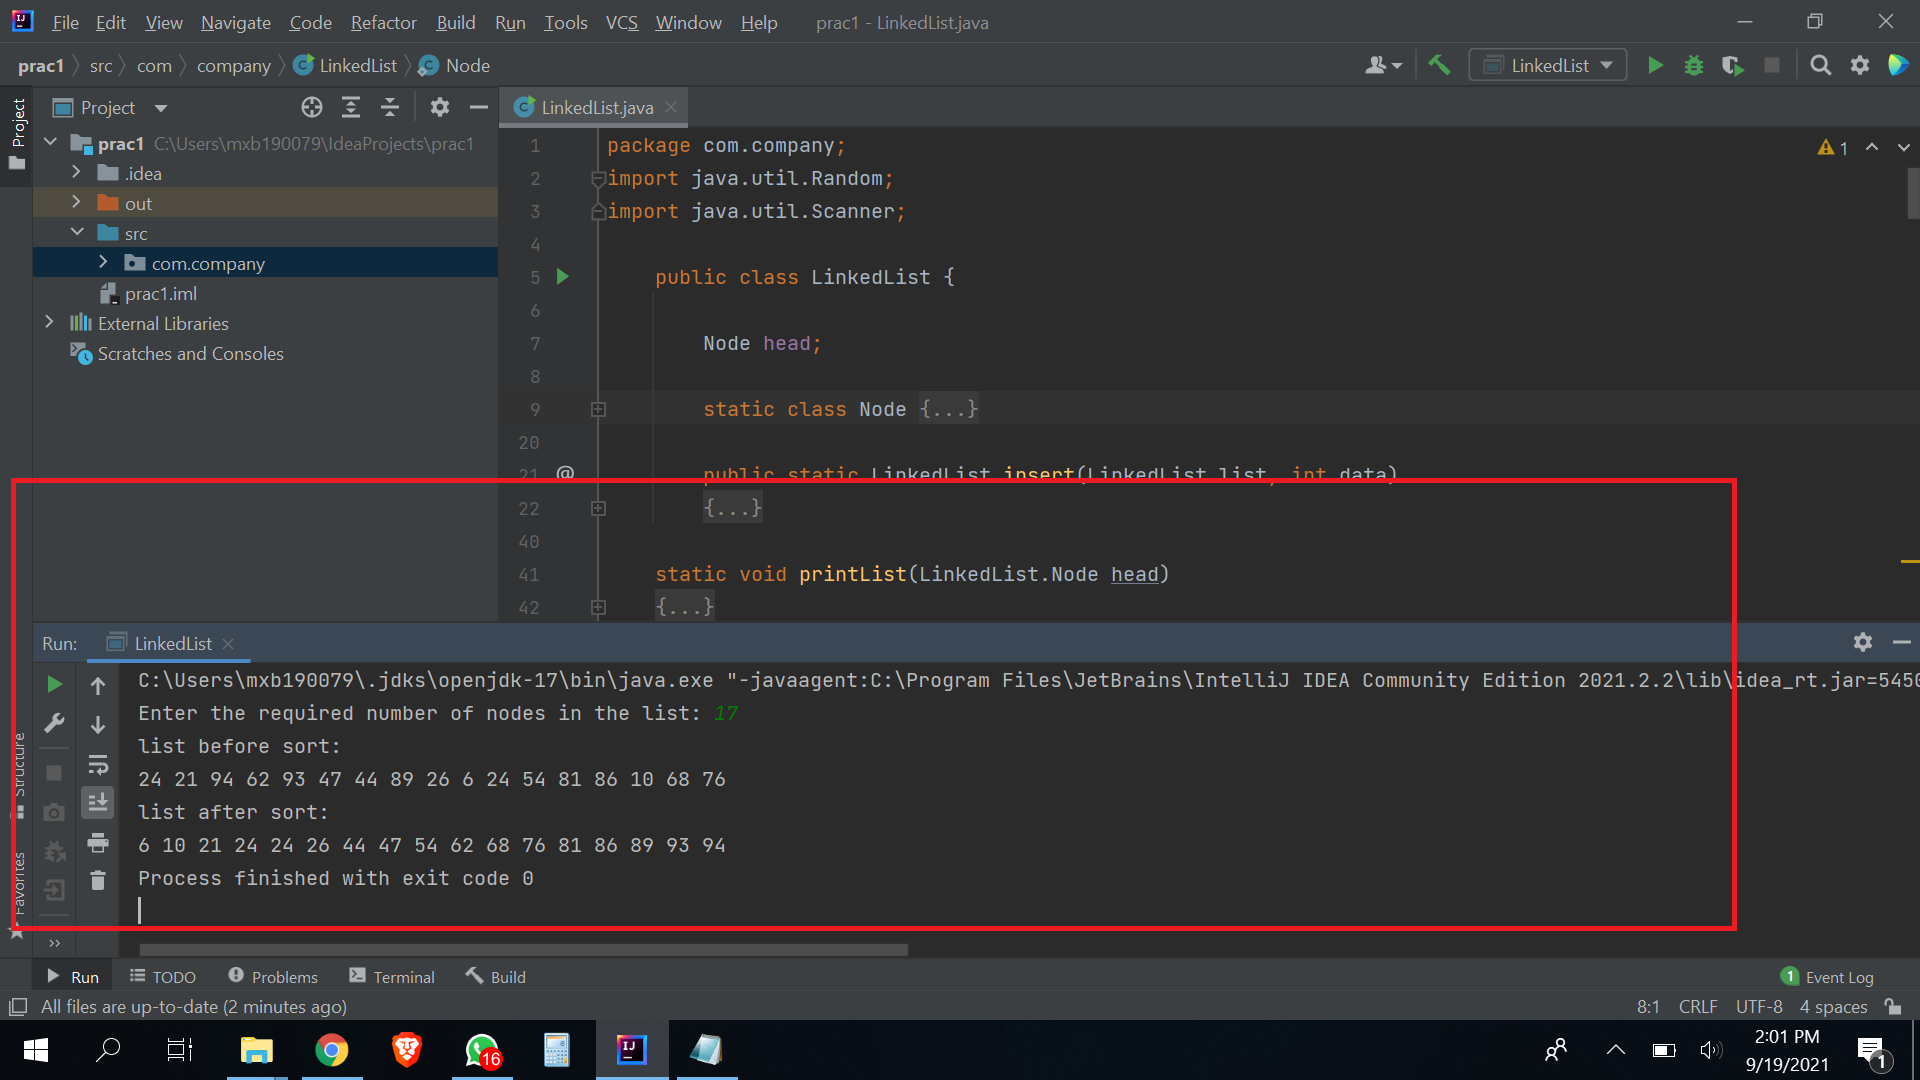 File Edit View Navigate Code Refactor Build Run Tools VCS Window Help prac1 - LinkedList.java
prac1 src com company LinkedList Node
LinkedList
Project
Project
LinkedList.java
prac1 C:\Users\mxb190079\IdeaProjects\prac1
.idea
out
src
com.company
prac1.iml
External Libraries
Scratches and Consoles
1 package com.company;
1
2 import java.util.Random;
3 import java.util.Scanner;
4
5 public class LinkedList {
6
7 Node head;
8
9 static class Node {...}
20
21 @ public static LinkedList insert(LinkedList list, int data)
22 {...}
40
41 static void printList(LinkedList.Node head)
42 {...}
Run: LinkedList
C:\Users\mxb190079\.jdks\openjdk-17\bin\java.exe "-javaagent:C:\Program Files\JetBrains\IntelliJ IDEA Community Edition 2021.2.2\lib\idea_rt.jar=5450
Enter the required number of nodes in the list: 17
list before sort:
24 21 94 62 93 47 44 89 26 6 24 54 81 86 10 68 76
list after sort:
6 10 21 24 24 26 44 47 54 62 68 76 81 86 89 93 94
Process finished with exit code 0
Structure
Favorites
Run TODO Problems Terminal Build
1 Event Log
All files are up-to-date (2 minutes ago)
8:1 CRLF UTF-8 4 spaces
16
2:01 PM
9/19/2021
1